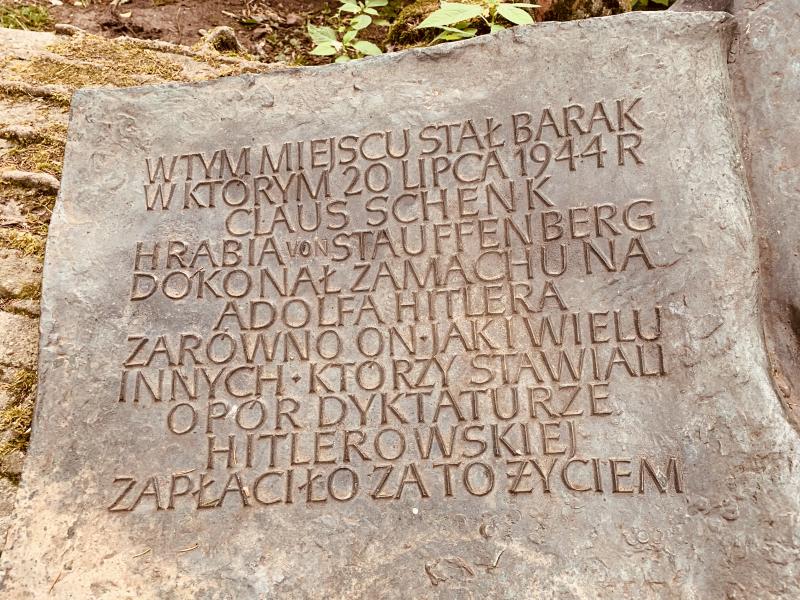 W TYM MIEJSCU STAŁ BARAK
W KTÓRYM 20 LIPCA 1944 R
CLAUS SCHENK
HRABIA VON STAUFFENBERG
DOKONAŁ ZAMACHU NA
ADOLFA HITLERA
ZARÓWNO ON · JAK I WIELU
INNYCH · KTÓRZY STAWIALI
OPÓR DYKTATURZE
HITLEROWSKIEJ
ZAPŁACIŁO ZA TO ŻYCIEM